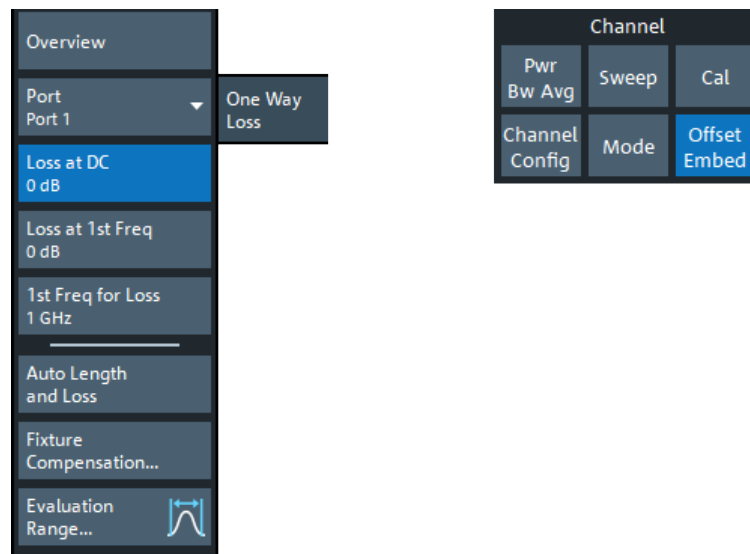 Overview
Port
Port 1
One Way
Loss
Loss at DC
0 dB
Loss at 1st Freq
0 dB
1st Freq for Loss
1 GHz
Auto Length
and Loss
Fixture
Compensation...
Evaluation
Range...
Channel
Pwr
Bw Avg
Sweep
Cal
Channel
Config
Mode
Offset
Embed